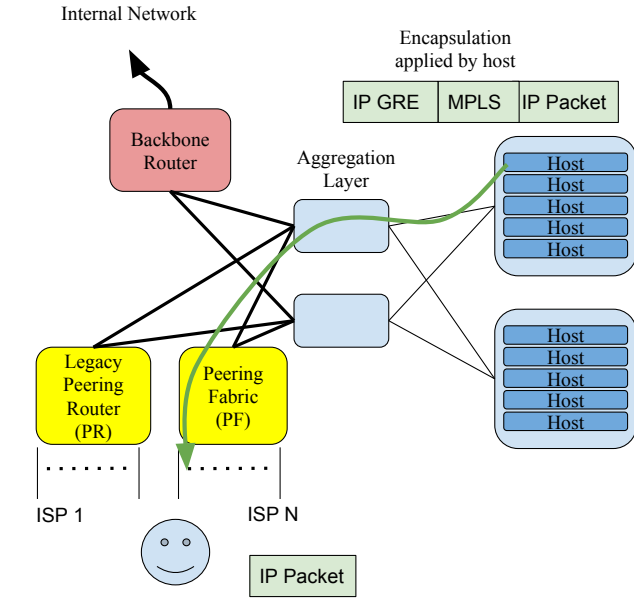 Internal Network
Encapsulation
applied by host
IP GRE
MPLS
IP Packet
Backbone
Router
Aggregation
Layer
Host
Host
Host
Host
Host
Legacy
Peering
Router
(PR)
Peering
Fabric
(PF)
Host
Host
Host
Host
Host
ISP 1
ISP N
IP Packet